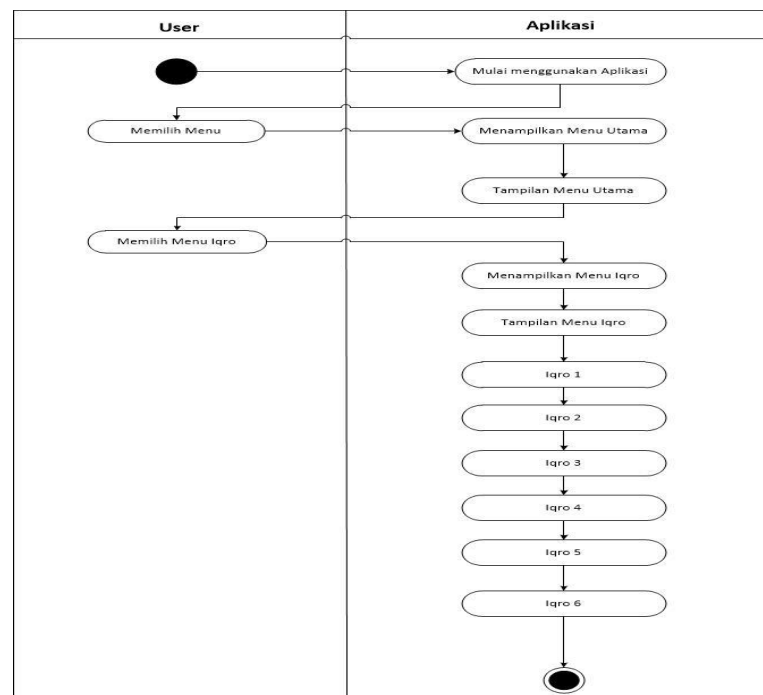 User
Aplikasi
Mulai menggunakan Aplikasi
Memilih Menu
Menampilkan Menu Utama
Tampilan Menu Utama
Memilih Menu Iqro
Menampilkan Menu Iqro
Tampilan Menu Iqro
Iqro 1
Iqro 2
Iqro 3
Iqro 4
Iqro 5
Iqro 6